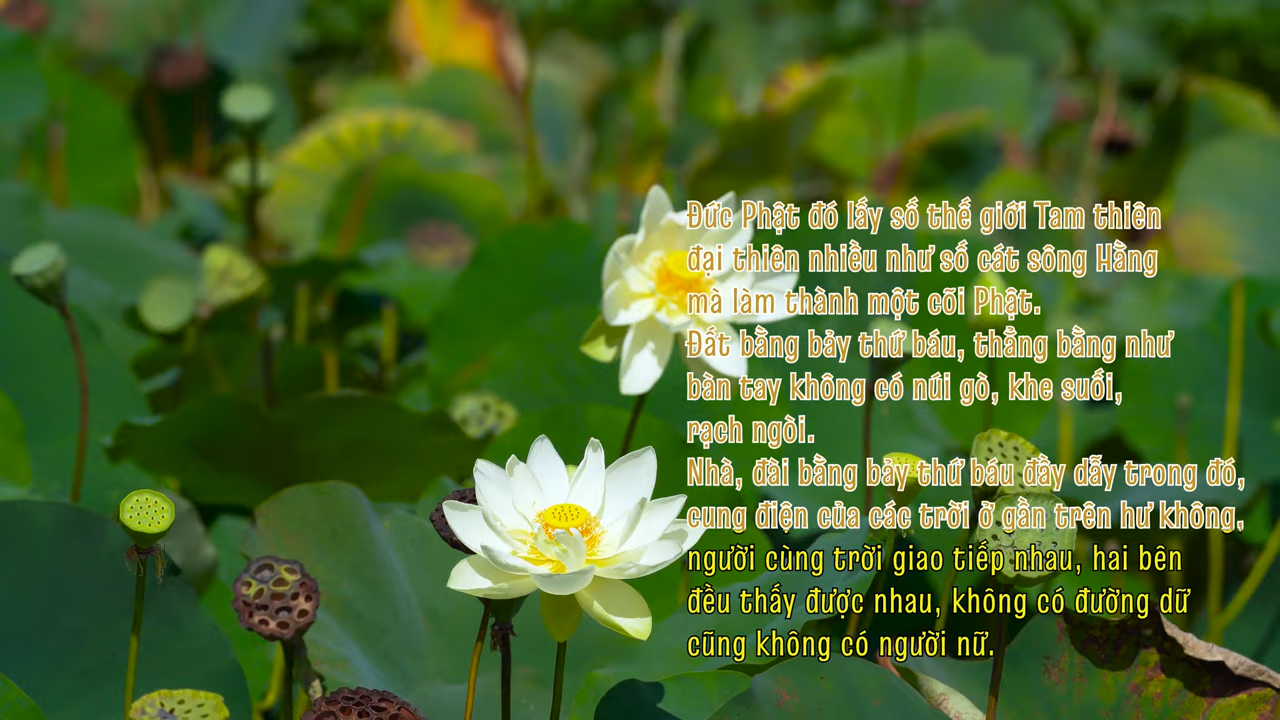 Đức Phật đó lấy số thế giới Tam thiên
đại thiên nhiều như số cát sông Hằng
mà làm thành một cõi Phật.
Đất bằng bảy thứ báu, thẳng bằng như
bàn tay không có núi gò, khe suối,
rạch ngòi.
Nhà, đài bằng bảy thứ báu đầy dẫy trong đó,
cung điện của các trời ở gần trên hư không,
người cùng trời giao tiếp nhau, hai bên
đều thấy được nhau, không có đường dữ
cũng không có người nữ.